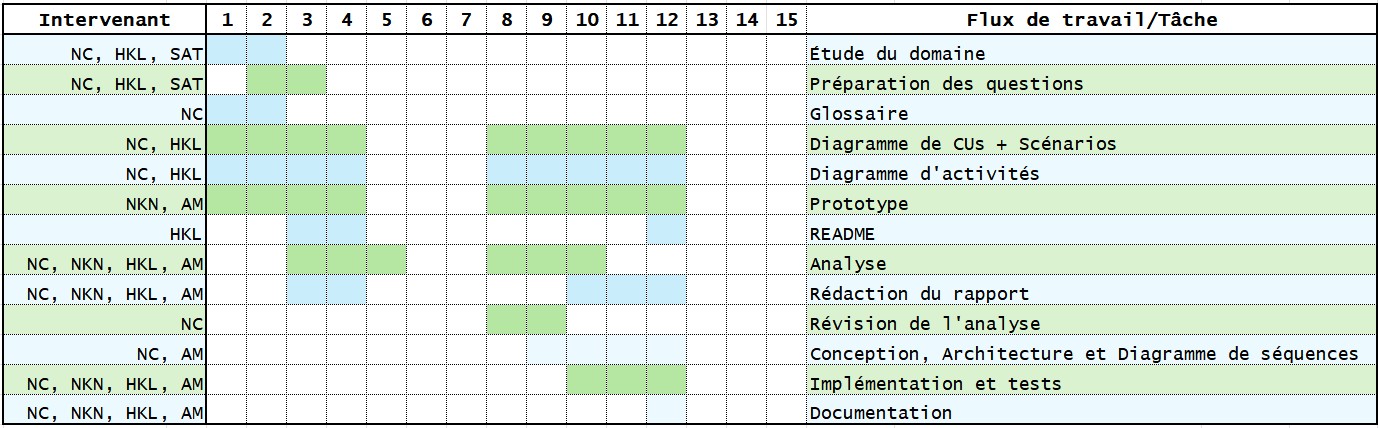 Intervenant 1 2 3 4 5 6 7 8 9 10 11 12 13 14 15 Flux de travail/Tâche
NC, HKL, SAT Étude du domaine
NC, HKL, SAT Préparation des questions
NC Glossaire
NC, HKL Diagramme de CUs + Scénarios
NC, HKL Diagramme d'activités
NKN, AM Prototype
HKL README
NC, NKN, HKL, AM Analyse
NC, NKN, HKL, AM Rédaction du rapport
NC Révision de l'analyse
NC, AM Conception, Architecture et Diagramme de séquences
NC, NKN, HKL, AM Implémentation et tests
NC, NKN, HKL, AM Documentation